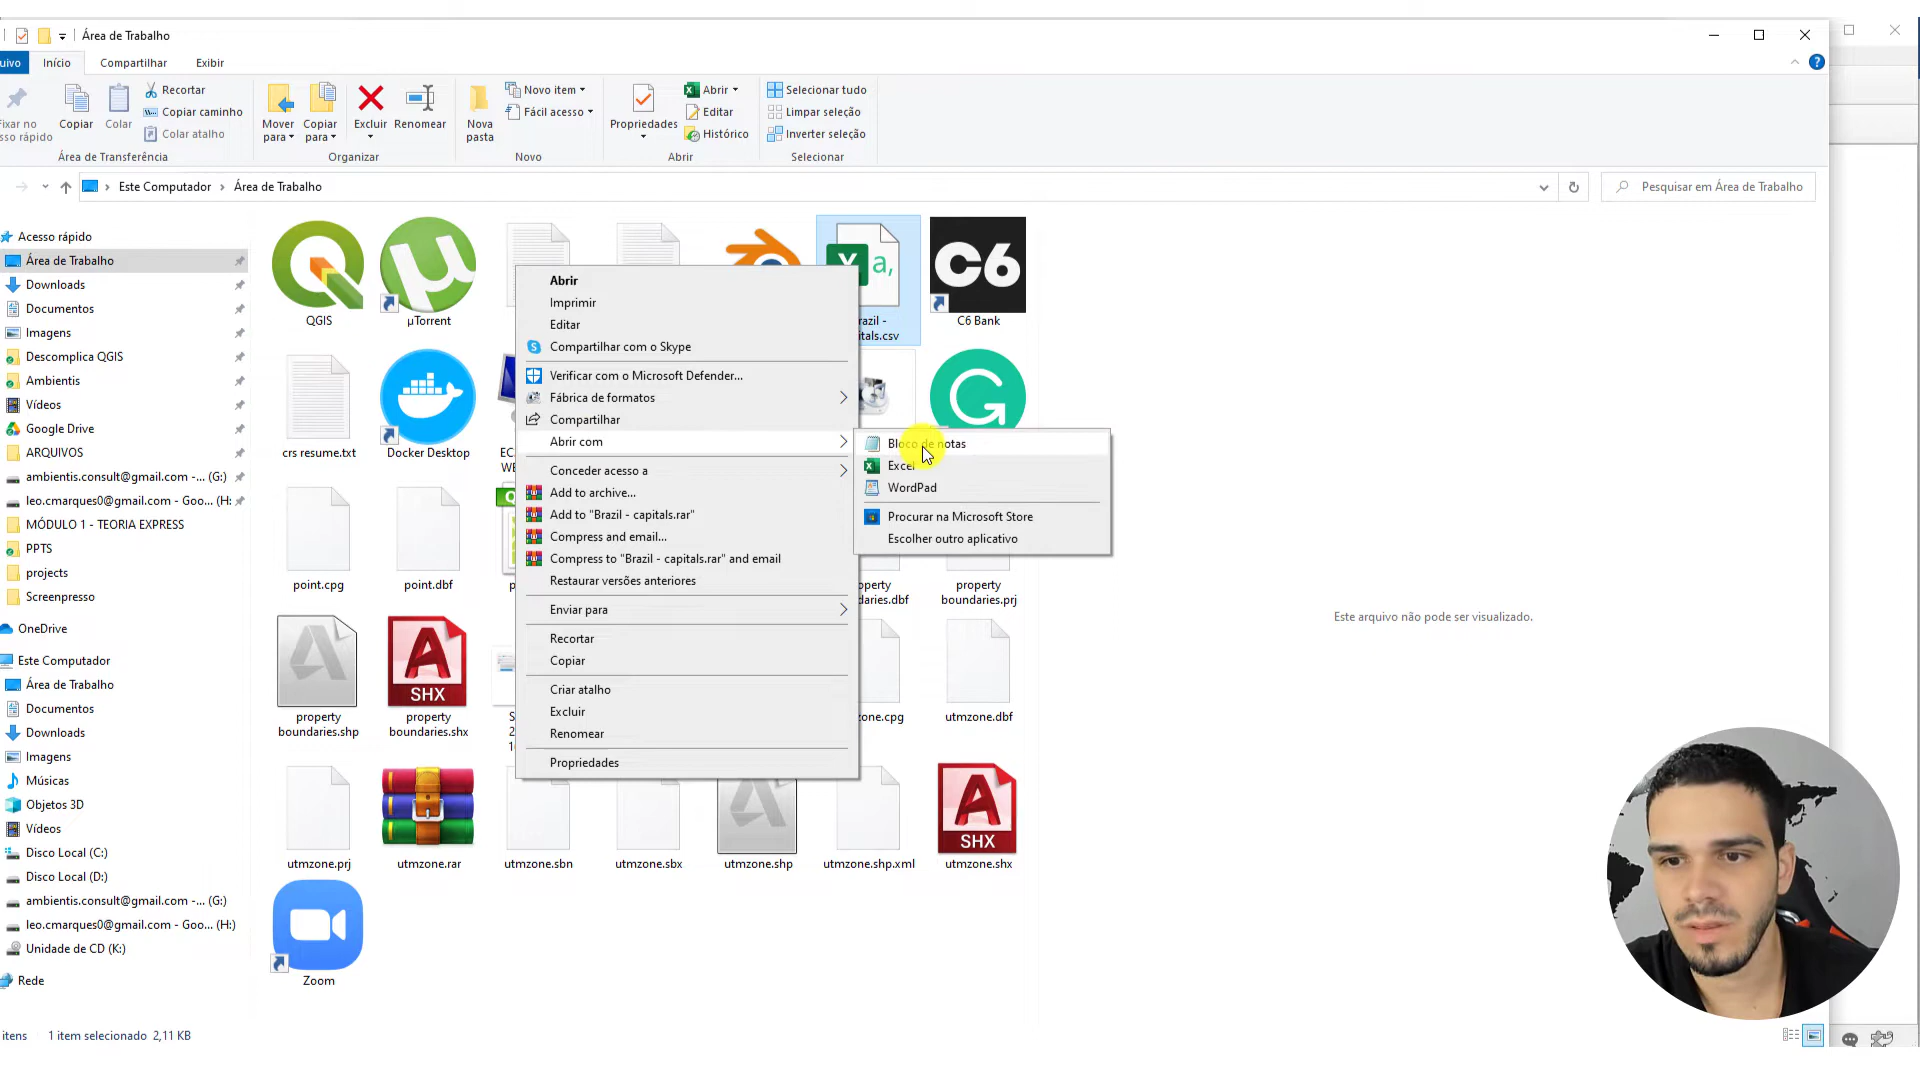 Área de Trabalho
uivo Início Compartilhar Exibir
Fixar no
sso rápido
Copiar
Colar
Recortar
Copiar caminho
Colar atalho
Área de Transferência
Mover
para
Copiar
para
Excluir
Renomear
Organizar
Nova
pasta
Novo item
Fácil acesso
Novo
Propriedades
Abrir
Editar
Histórico
Abrir
Selecionar tudo
Limpar seleção
Inverter seleção
Selecionar
Este Computador > Área de Trabalho
Pesquisar em Área de Trabalho
Acesso rápido
Área de Trabalho
Downloads
Documentos
Imagens
Descomplica QGIS
Ambientis
Vídeos
Google Drive
ARQUIVOS
ambientis.consult@gmail.com -... (G:)
leo.cmarques0@gmail.com - Goo... (H:
MÓDULO 1 - TEORIA EXPRESS
PPTS
projects
Screenpresso
OneDrive
Este Computador
Área de Trabalho
Documentos
Downloads
Imagens
Músicas
Objetos 3D
Vídeos
Disco Local (C:)
Disco Local (D:)
ambientis.consult@gmail.com -... (G:)
leo.cmarques0@gmail.com - Goo... (H:)
Unidade de CD (K:)
Rede
QGIS
µTorrent
a,
razil -
itals.csv
C6
C6 Bank
crs resume.txt
Docker Desktop
point.cpg
point.dbf
operty
daries.dbf
property
boundaries.prj
property
boundaries.shp
SHX
property
boundaries.shx
zone.cpg
utmzone.dbf
utmzone.prj
utmzone.rar
utmzone.sbn
utmzone.sbx
utmzone.shp
utmzone.shp.xml
SHX
utmzone.shx
Zoom
Abrir
Imprimir
Editar
Compartilhar com o Skype
Verificar com o Microsoft Defender...
Fábrica de formatos
Compartilhar
Abrir com
Conceder acesso a
Add to archive...
Add to "Brazil - capitals.rar"
Compress and email...
Compress to "Brazil - capitals.rar" and email
Restaurar versões anteriores
Enviar para
Recortar
Copiar
Criar atalho
Excluir
Renomear
Propriedades
Bloco de notas
Excel
WordPad
Procurar na Microsoft Store
Escolher outro aplicativo
Este arquivo não pode ser visualizado.
itens 1 item selecionado 2,11 KB